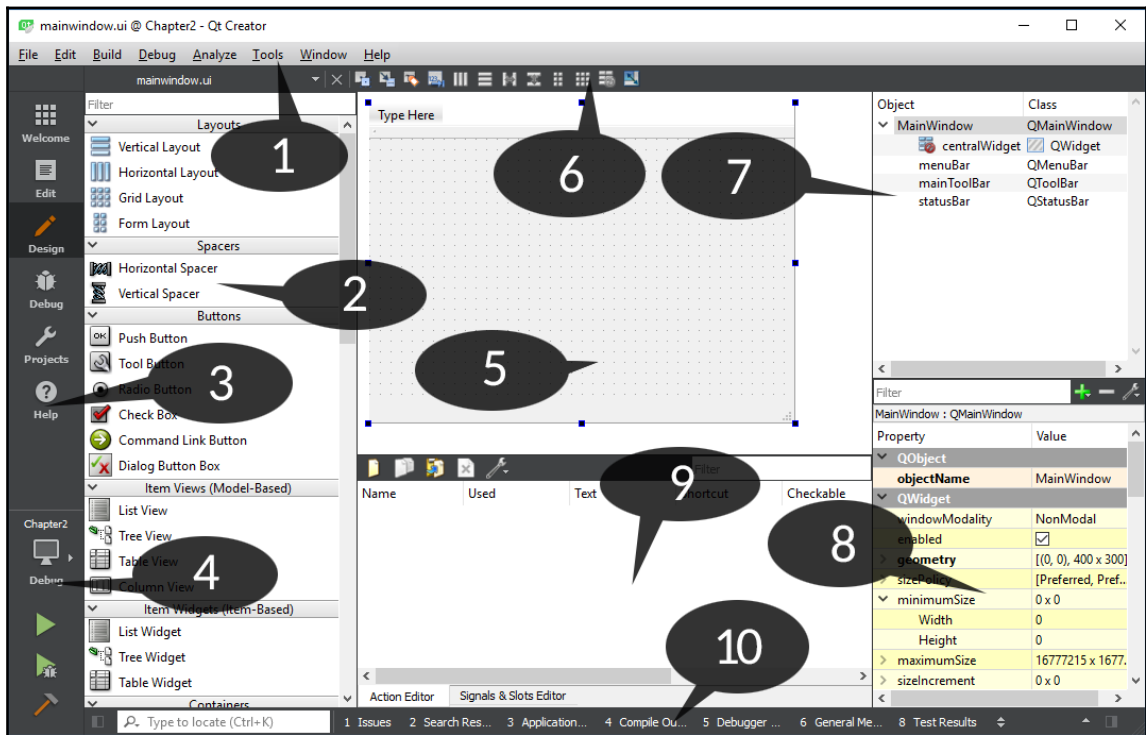 mainwindow.ui @ Chapter2 - Qt Creator
File Edit Build Debug Analyze Tools Window Help
mainwindow.ui
Welcome
Edit
Design
Debug
Projects
Help
Chapter2
Debug
Filter
Layouts
Vertical Layout
Horizontal Layout
Grid Layout
Form Layout
Spacers
Horizontal Spacer
Vertical Spacer
Buttons
OK Push Button
Tool Button
Radio Button
Check Box
Command Link Button
Dialog Button Box
Item Views (Model-Based)
List View
Tree View
Table View
Column View
Item Widgets (Item-Based)
List Widget
Tree Widget
Table Widget
Containers
1
2
3
4
Type Here
6
5
7
9
Filter
Name Used Text Shortcut Checkable
10
Action Editor Signals & Slots Editor
Object Class
MainWindow QMainWindow
centralWidget QWidget
menuBar QMenuBar
mainToolBar QToolBar
statusBar QStatusBar
Filter
MainWindow : QMainWindow
Property Value
QObject
objectName MainWindow
QWidget
windowModality NonModal
enabled
8
geometry [(0, 0), 400 x 300]
sizePolicy [Preferred, Pref..
minimumSize 0 x 0
Width 0
Height 0
maximumSize 16777215 x 1677.
sizeIncrement 0 x 0
Type to locate (Ctrl+K) 1 Issues 2 Search Res... 3 Application... 4 Compile Ou... 5 Debugger ... 6 General Me... 8 Test Results